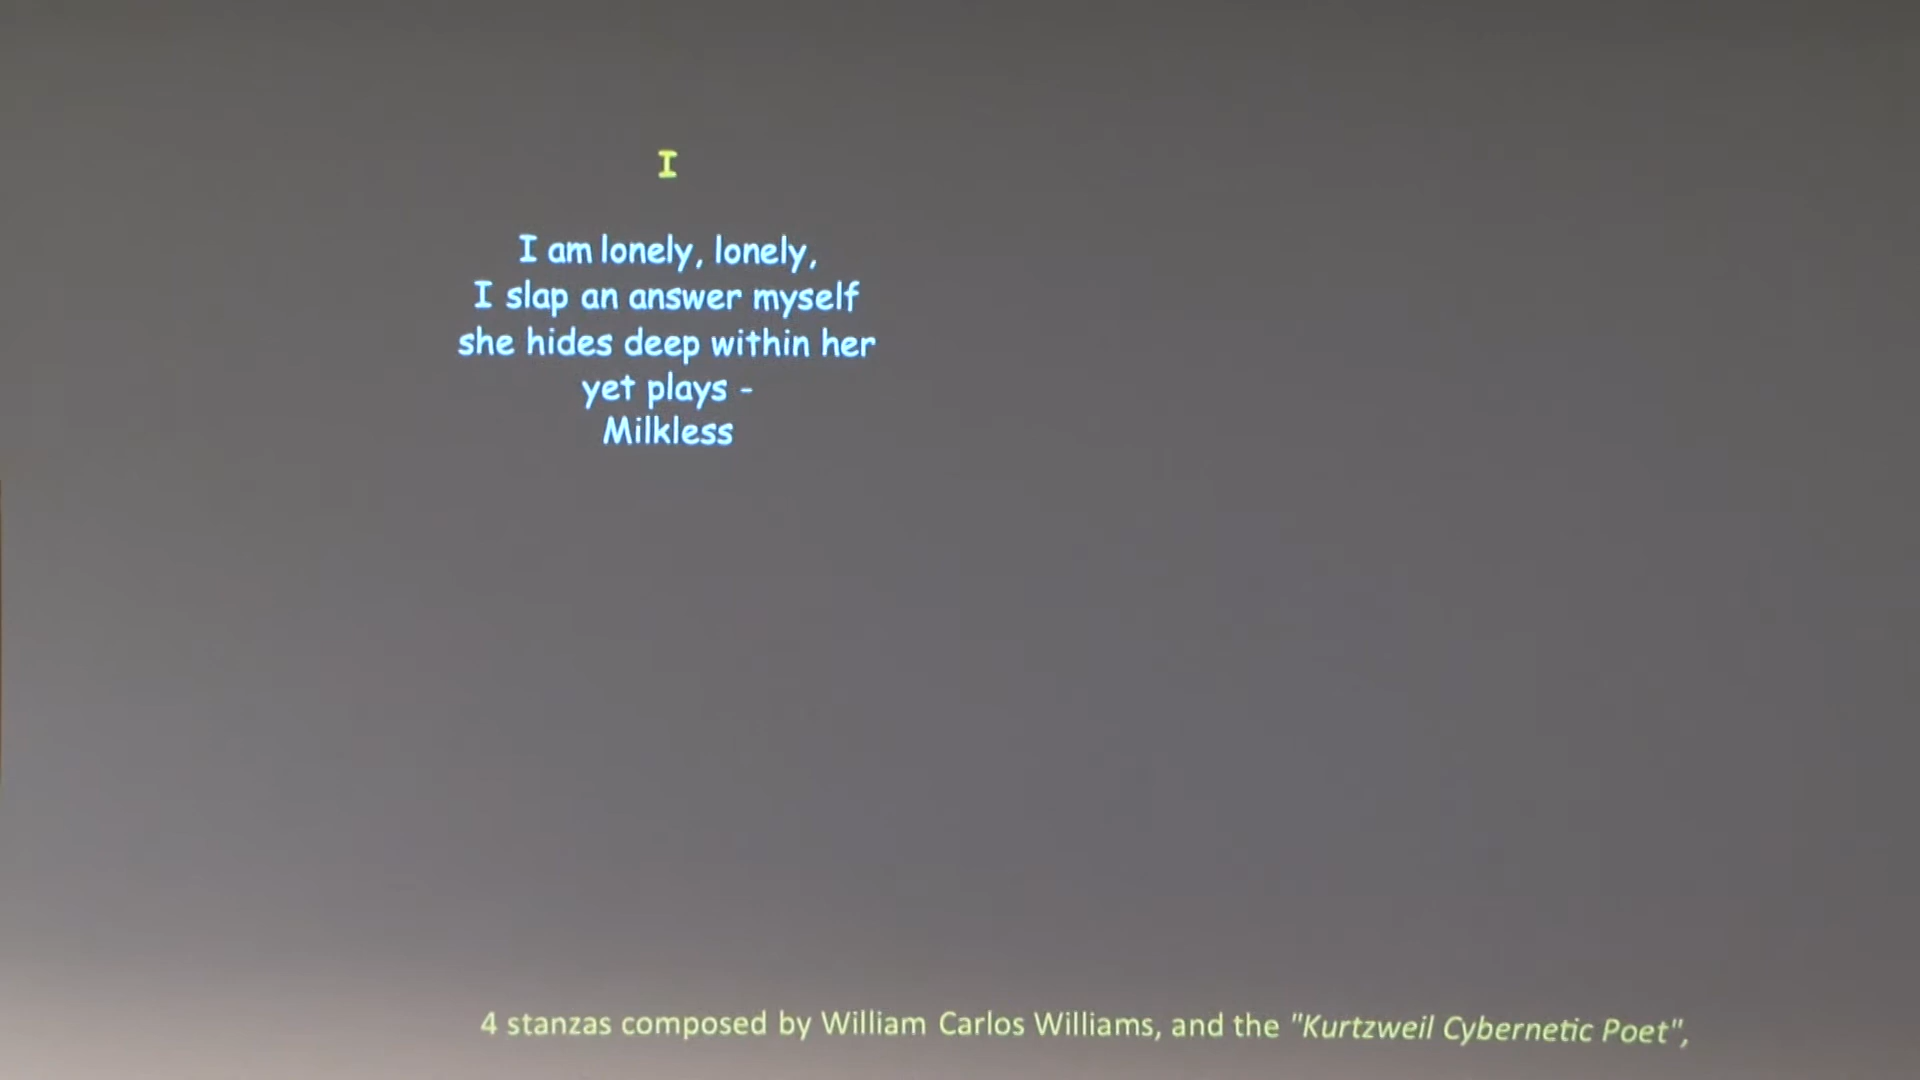 I
I am lonely, lonely,
I slap an answer myself
she hides deep within her
yet plays -
Milkless
4 stanzas composed by William Carlos Williams, and the "Kurtzweil Cybernetic Poet",